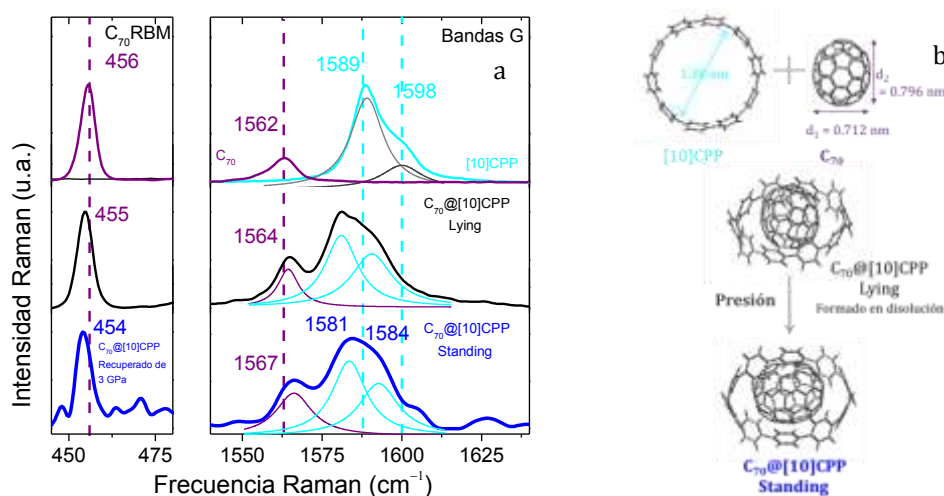 C₇₀RBM
456
455
454
C₇₀@[10]CPP
Recuperado de
3 GPa
Bandas G
a
1589
1598
1562
C₇₀
[10]CPP
C₇₀@[10]CPP
Lying
1564
1581
1584
C₇₀@[10]CPP
Standing
1567
Intensidad Raman (u.a.)
450
475
1550
1575
1600
1625
Frecuencia Raman (cm⁻¹)
b
d₂
= 0.796 nm
d₁ = 0.712 nm
[10]CPP
C₇₀
C₇₀@[10]CPP
Lying
Formado en disolución
Presión
C₇₀@[10]CPP
Standing